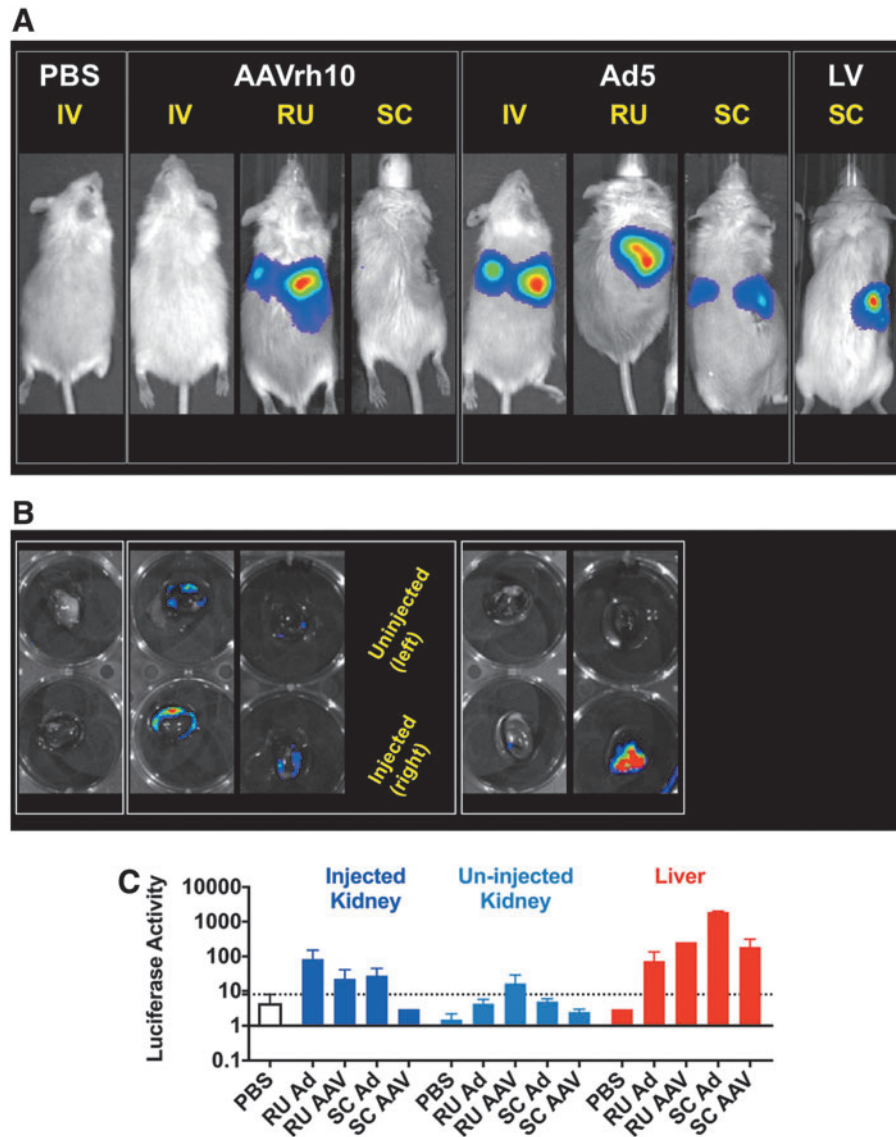 A
PBS AAVrh10 Ad5 LV
IV IV RU SC IV RU SC SC
B
Uninjected
(left)
Injected
(right)
C
Injected
Kidney
Un-injected
Kidney
Liver
Luciferase Activity
10000
1000
100
10
1
0.1
PBS
RU Ad
RU AAV
SC Ad
SC AAV
PBS
RU Ad
RU AAV
SC Ad
SC AAV
PBS
RU Ad
RU AAV
SC Ad
SC AAV